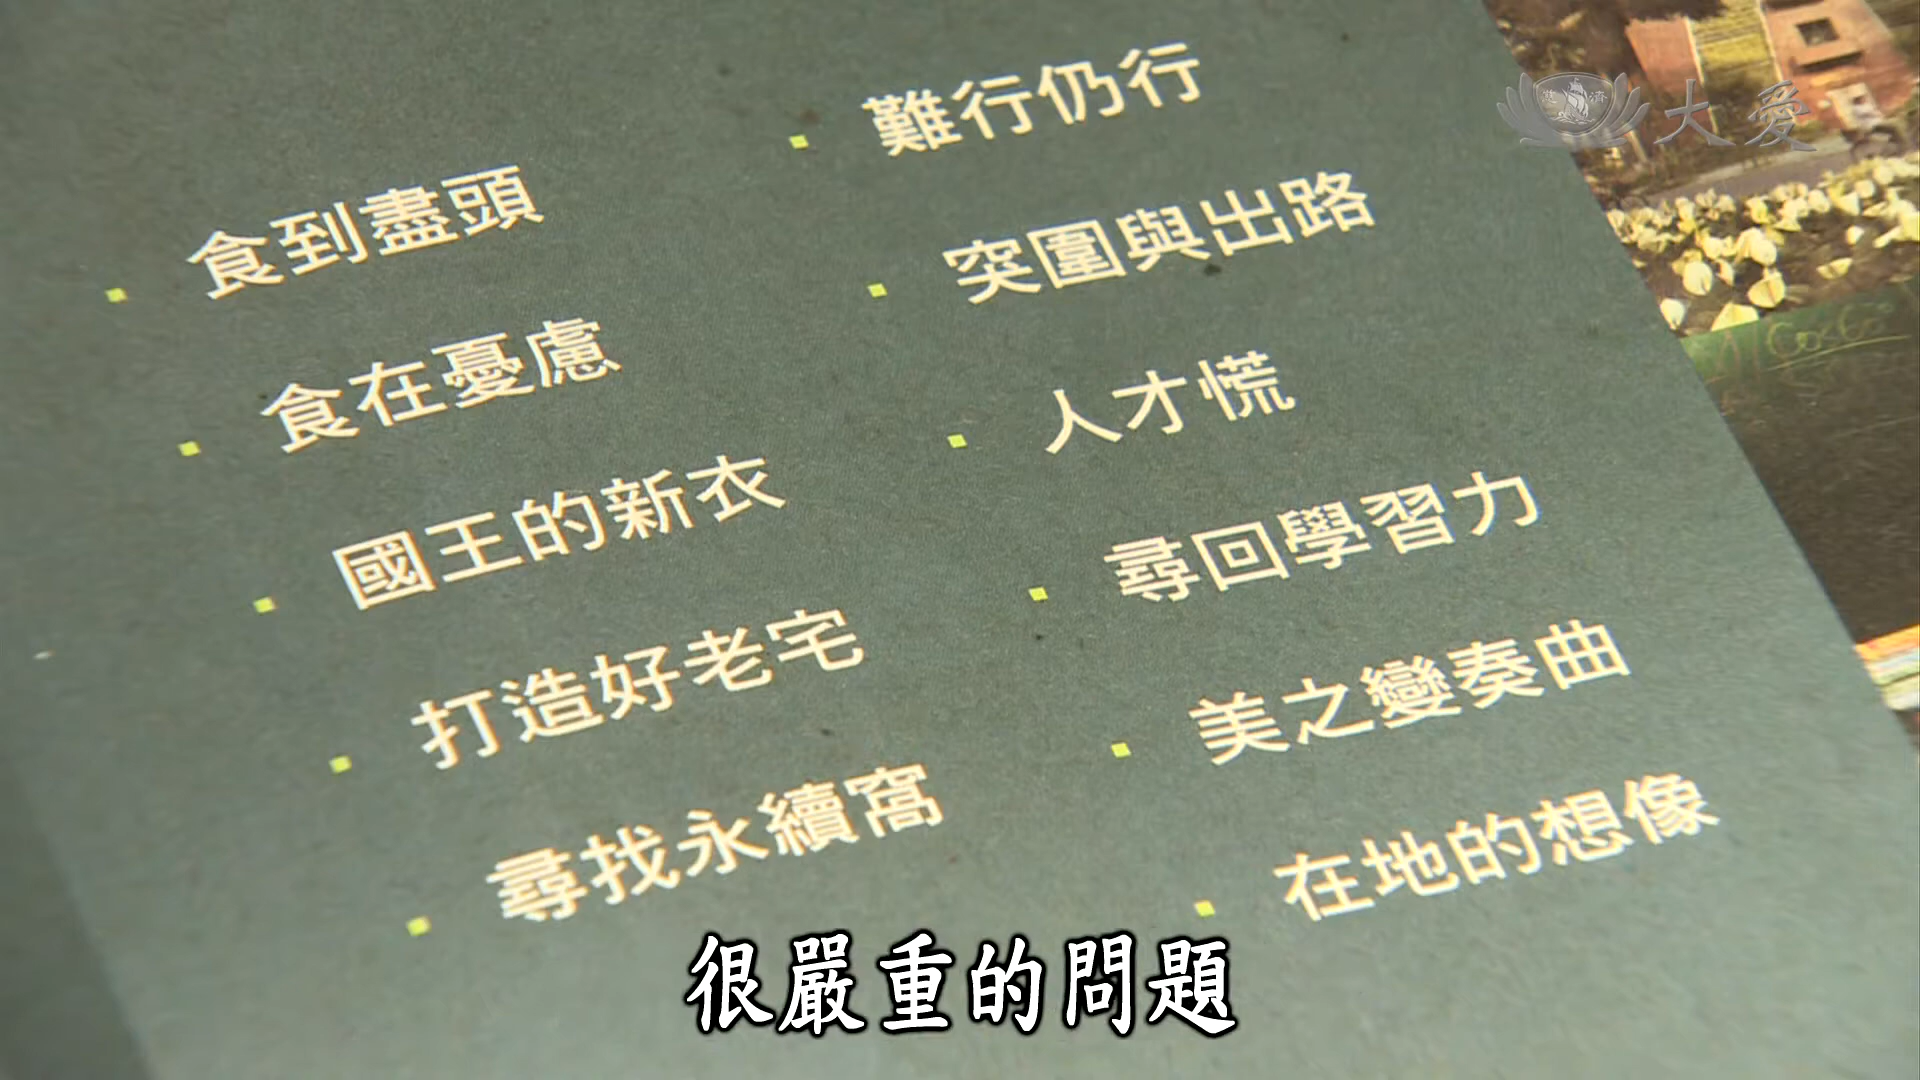 大愛
慈濟
食到盡頭
食在憂慮
國王的新衣
打造好老宅
尋找永續窩
難行仍行
突圍與出路
人才慌
尋回學習力
美之變奏曲
在地的想像
很嚴重的問題